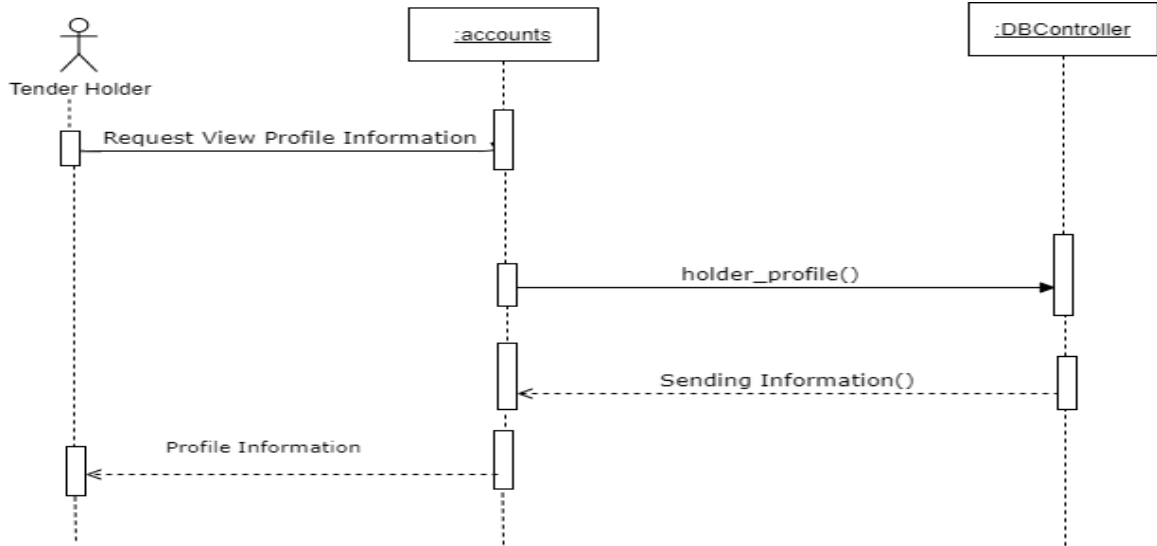 :accounts
:DBController
Tender Holder
Request View Profile Information
holder_profile()
Sending Information()
Profile Information